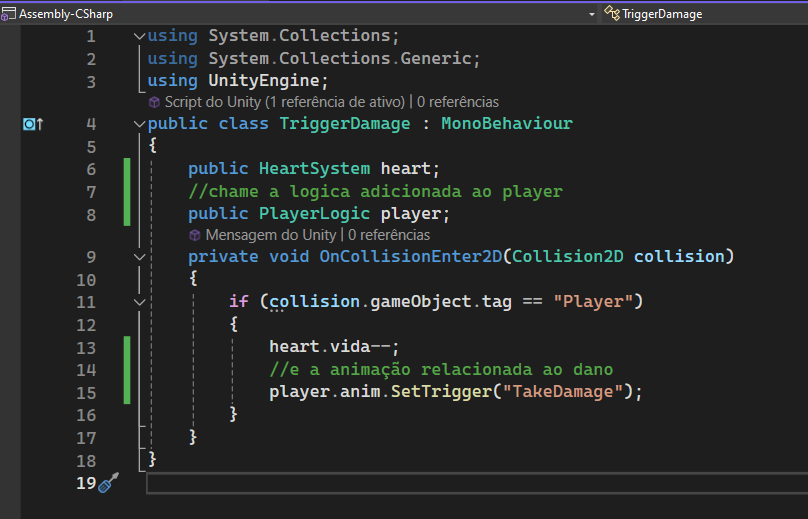 Assembly-CSharp TriggerDamage
1 using System.Collections;
2 using System.Collections.Generic;
3 using UnityEngine;
Script do Unity (1 referência de ativo) | 0 referências
4 public class TriggerDamage : MonoBehaviour
5 {
6 public HeartSystem heart;
7 //chame a logica adicionada ao player
8 public PlayerLogic player;
Mensagem do Unity | 0 referências
9 private void OnCollisionEnter2D(Collision2D collision)
10 {
11 if (collision.gameObject.tag == "Player")
12 {
13 heart.vida--;
14 //e a animação relacionada ao dano
15 player.anim.SetTrigger("TakeDamage");
16 }
17 }
18 }
19